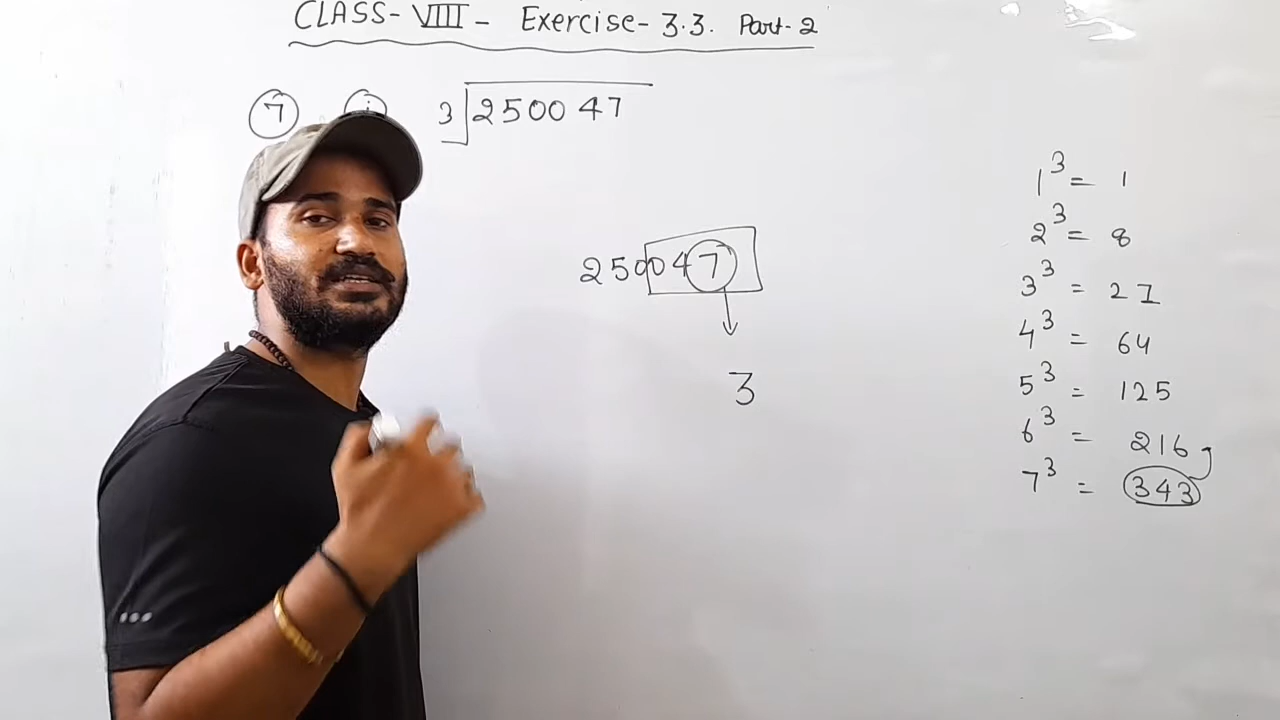 CLASS-VIII- Exercise-3.3. Part-2
7 i 3 250047
250047
3
1³ = 1
2³ = 8
3³ = 27
4³ = 64
5³ = 125
6³ = 216
7³ = 343